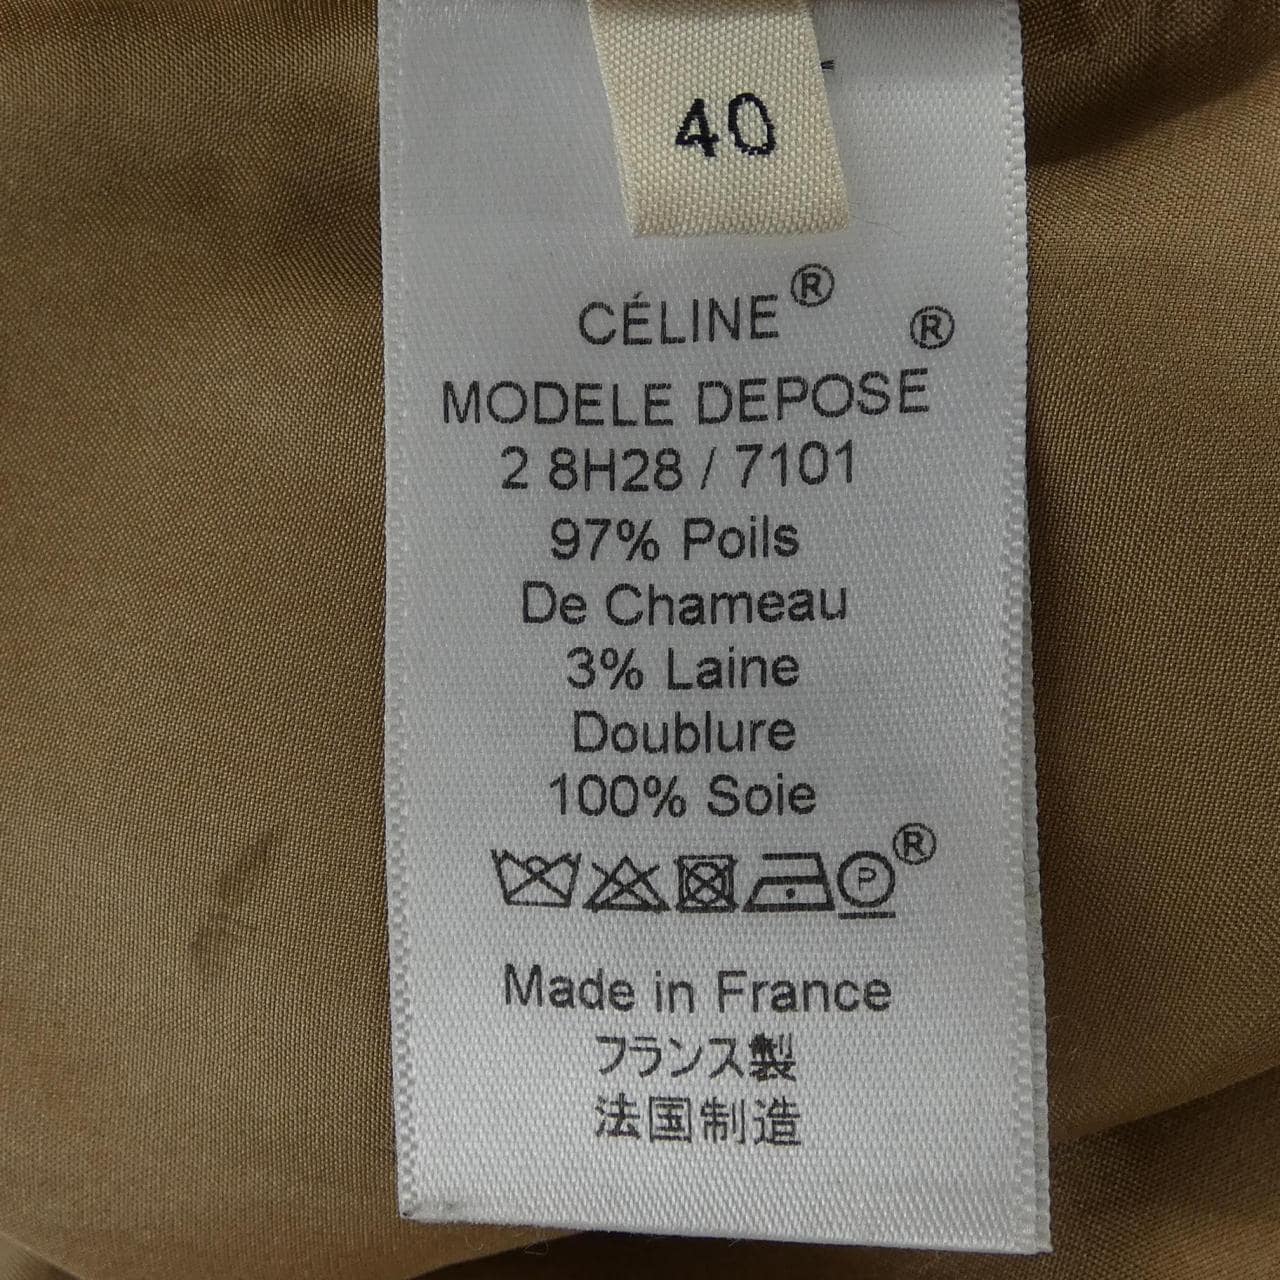 40
CÉLINE®
MODELE DEPOSE®
2 8H28 / 7101
97% Poils
De Chameau
3% Laine
Doublure
100% Soie
P ®
Made in France
フランス製
法国制造